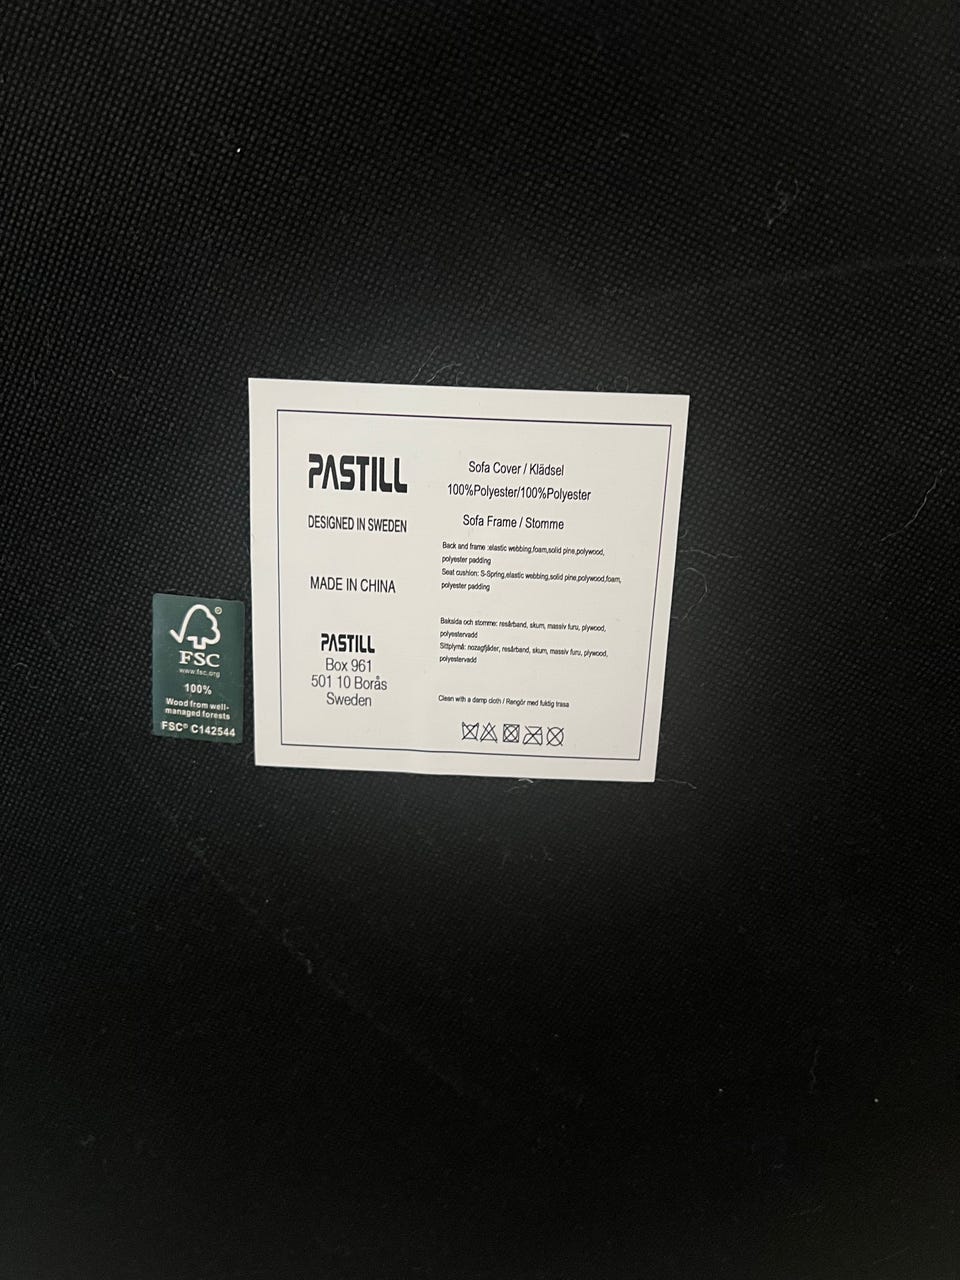 PASTILL
DESIGNED IN SWEDEN
MADE IN CHINA
PASTILL
Box 961
501 10 Borås
Sweden
Sofa Cover / Klädsel
100%Polyester/100%Polyester
Sofa Frame / Stomme
Back and frame :elastic webbing,foam,solid pine,polywood,
polyester padding
Seat cushion: S-Spring,elastic webbing,solid pine,polywood,foam,
polyester padding
Baksida och stomme: resårband, skum, massiv furu, plywood,
polyestervadd
Sittplymå: nozagfjäder, resårband, skum, massiv furu, plywood,
polyestervadd
Clean with a damp cloth / Rengör med fuktig trasa
FSC
®
www.fsc.org
100%
Wood from well-
managed forests
FSC® C142544